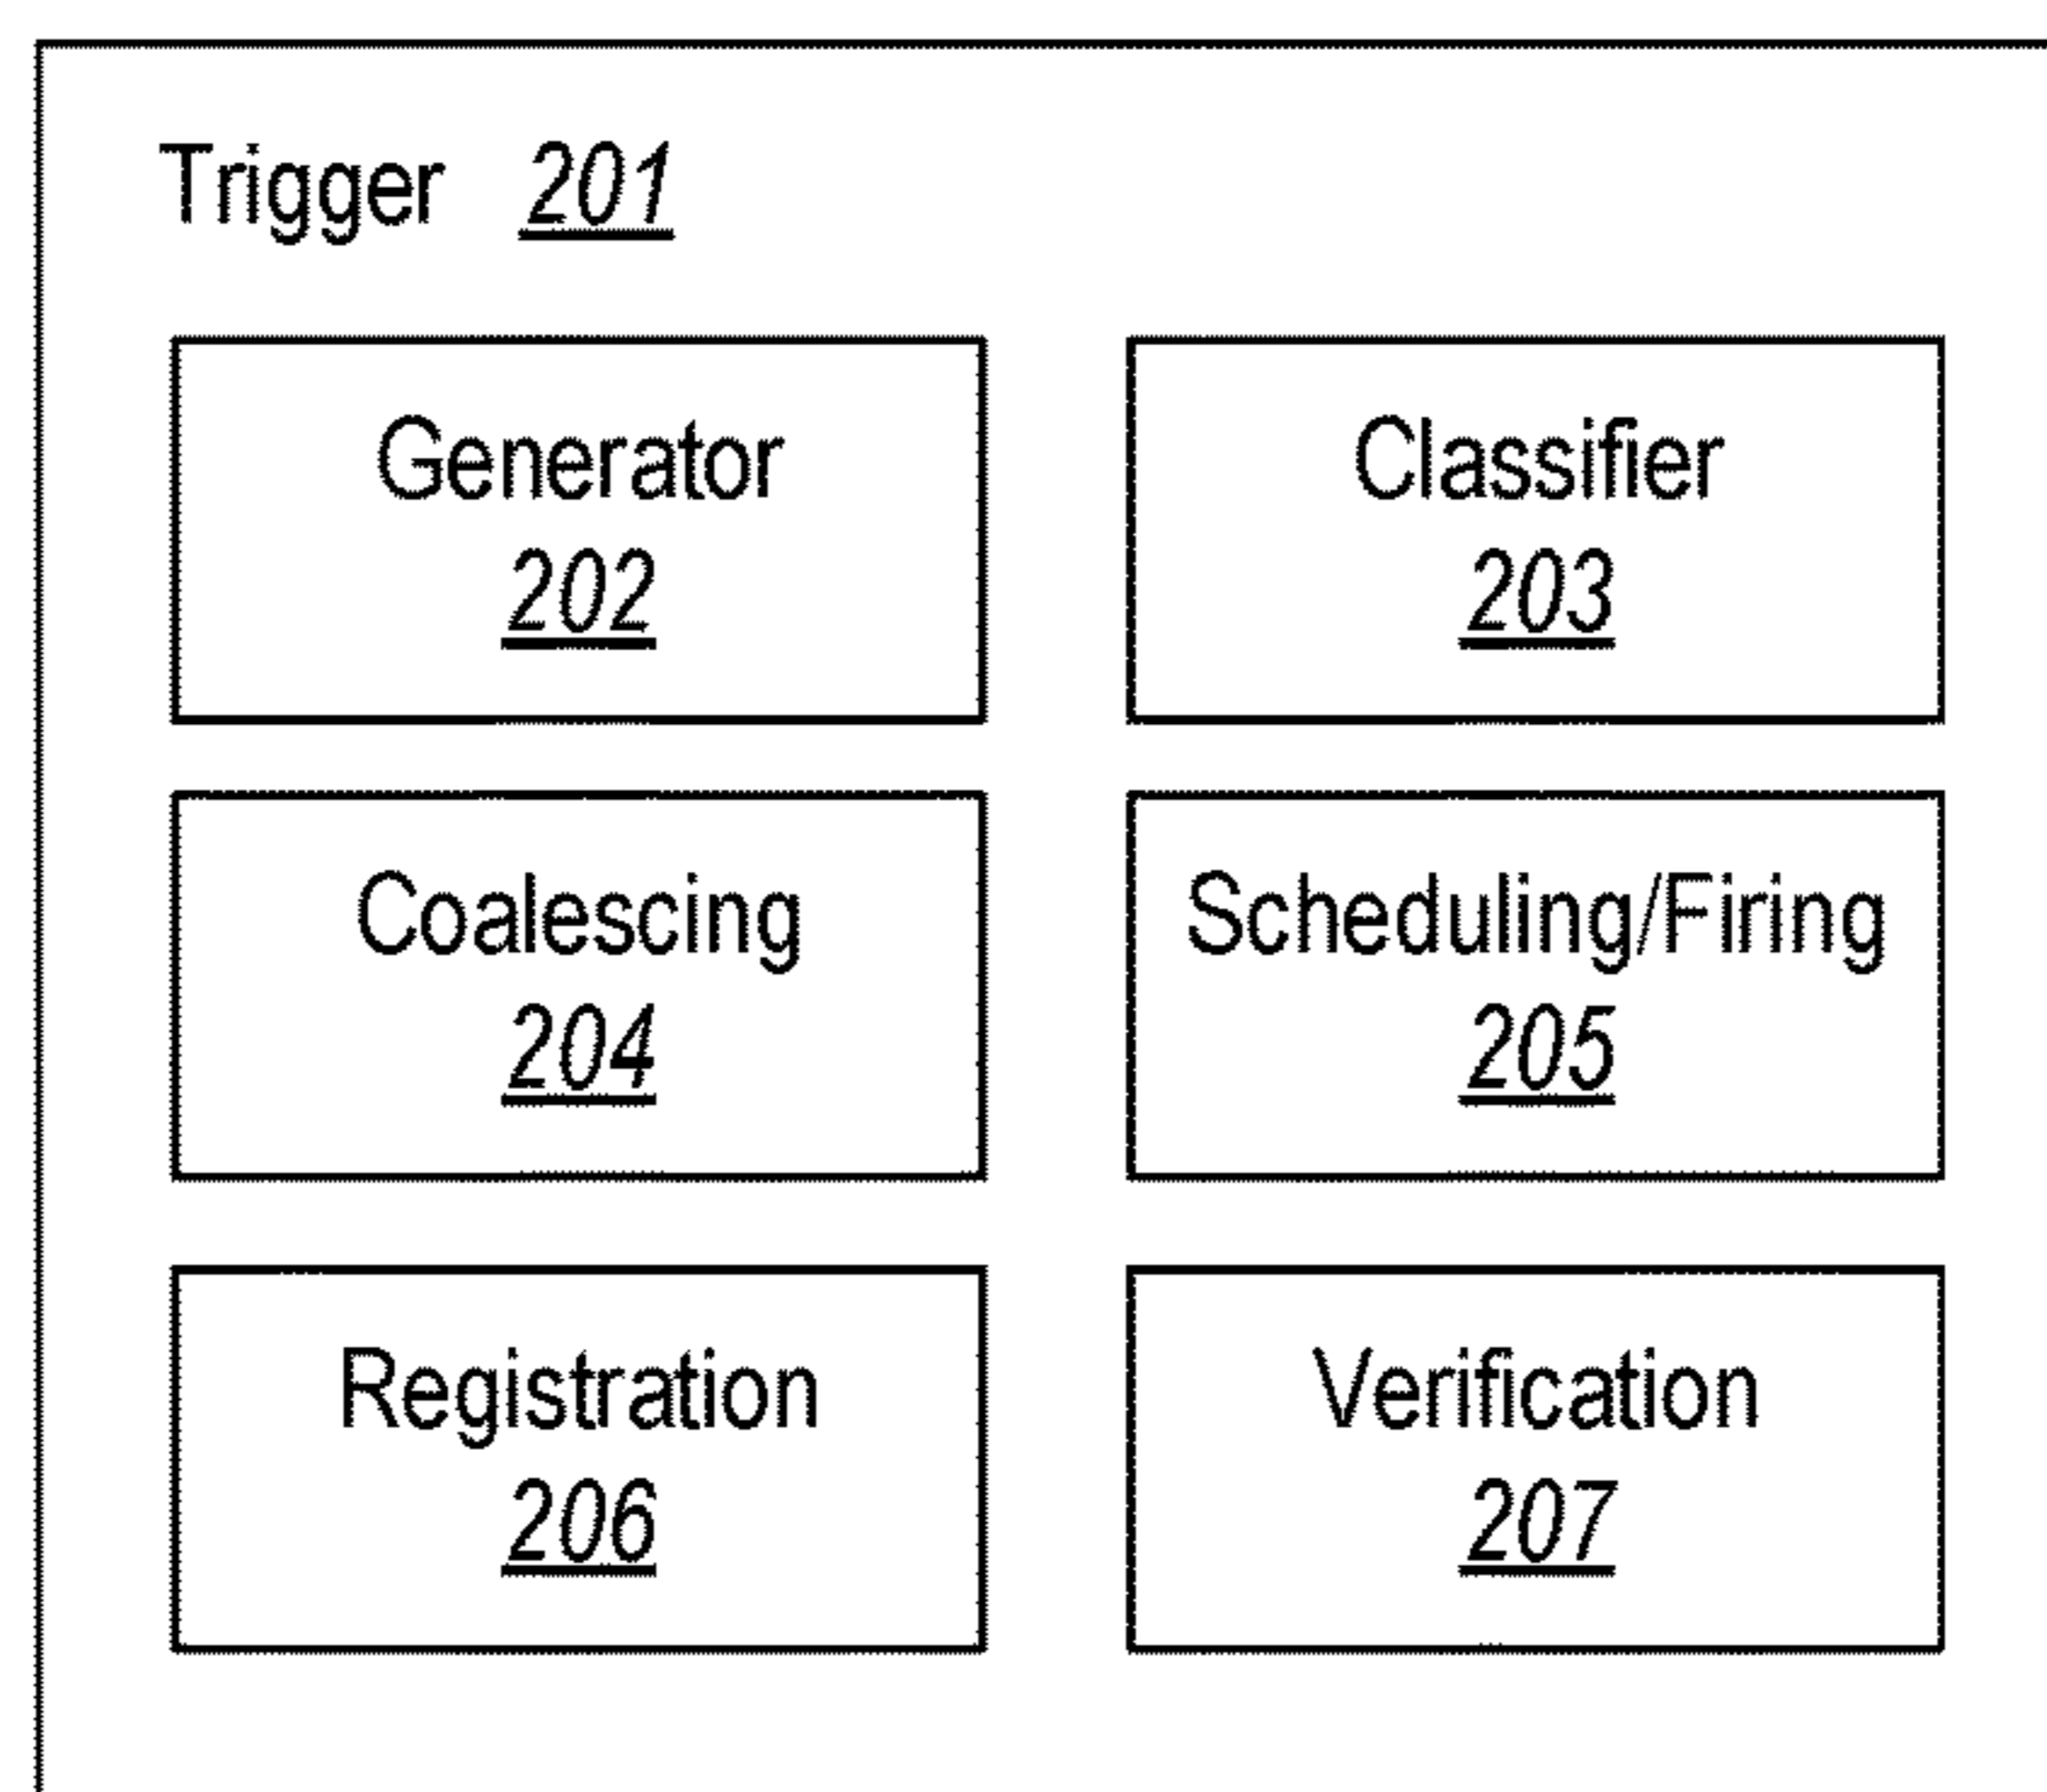 Trigger 201
Generator
202
Classifier
203
Coalescing
204
Scheduling/Firing
205
Registration
206
Verification
207